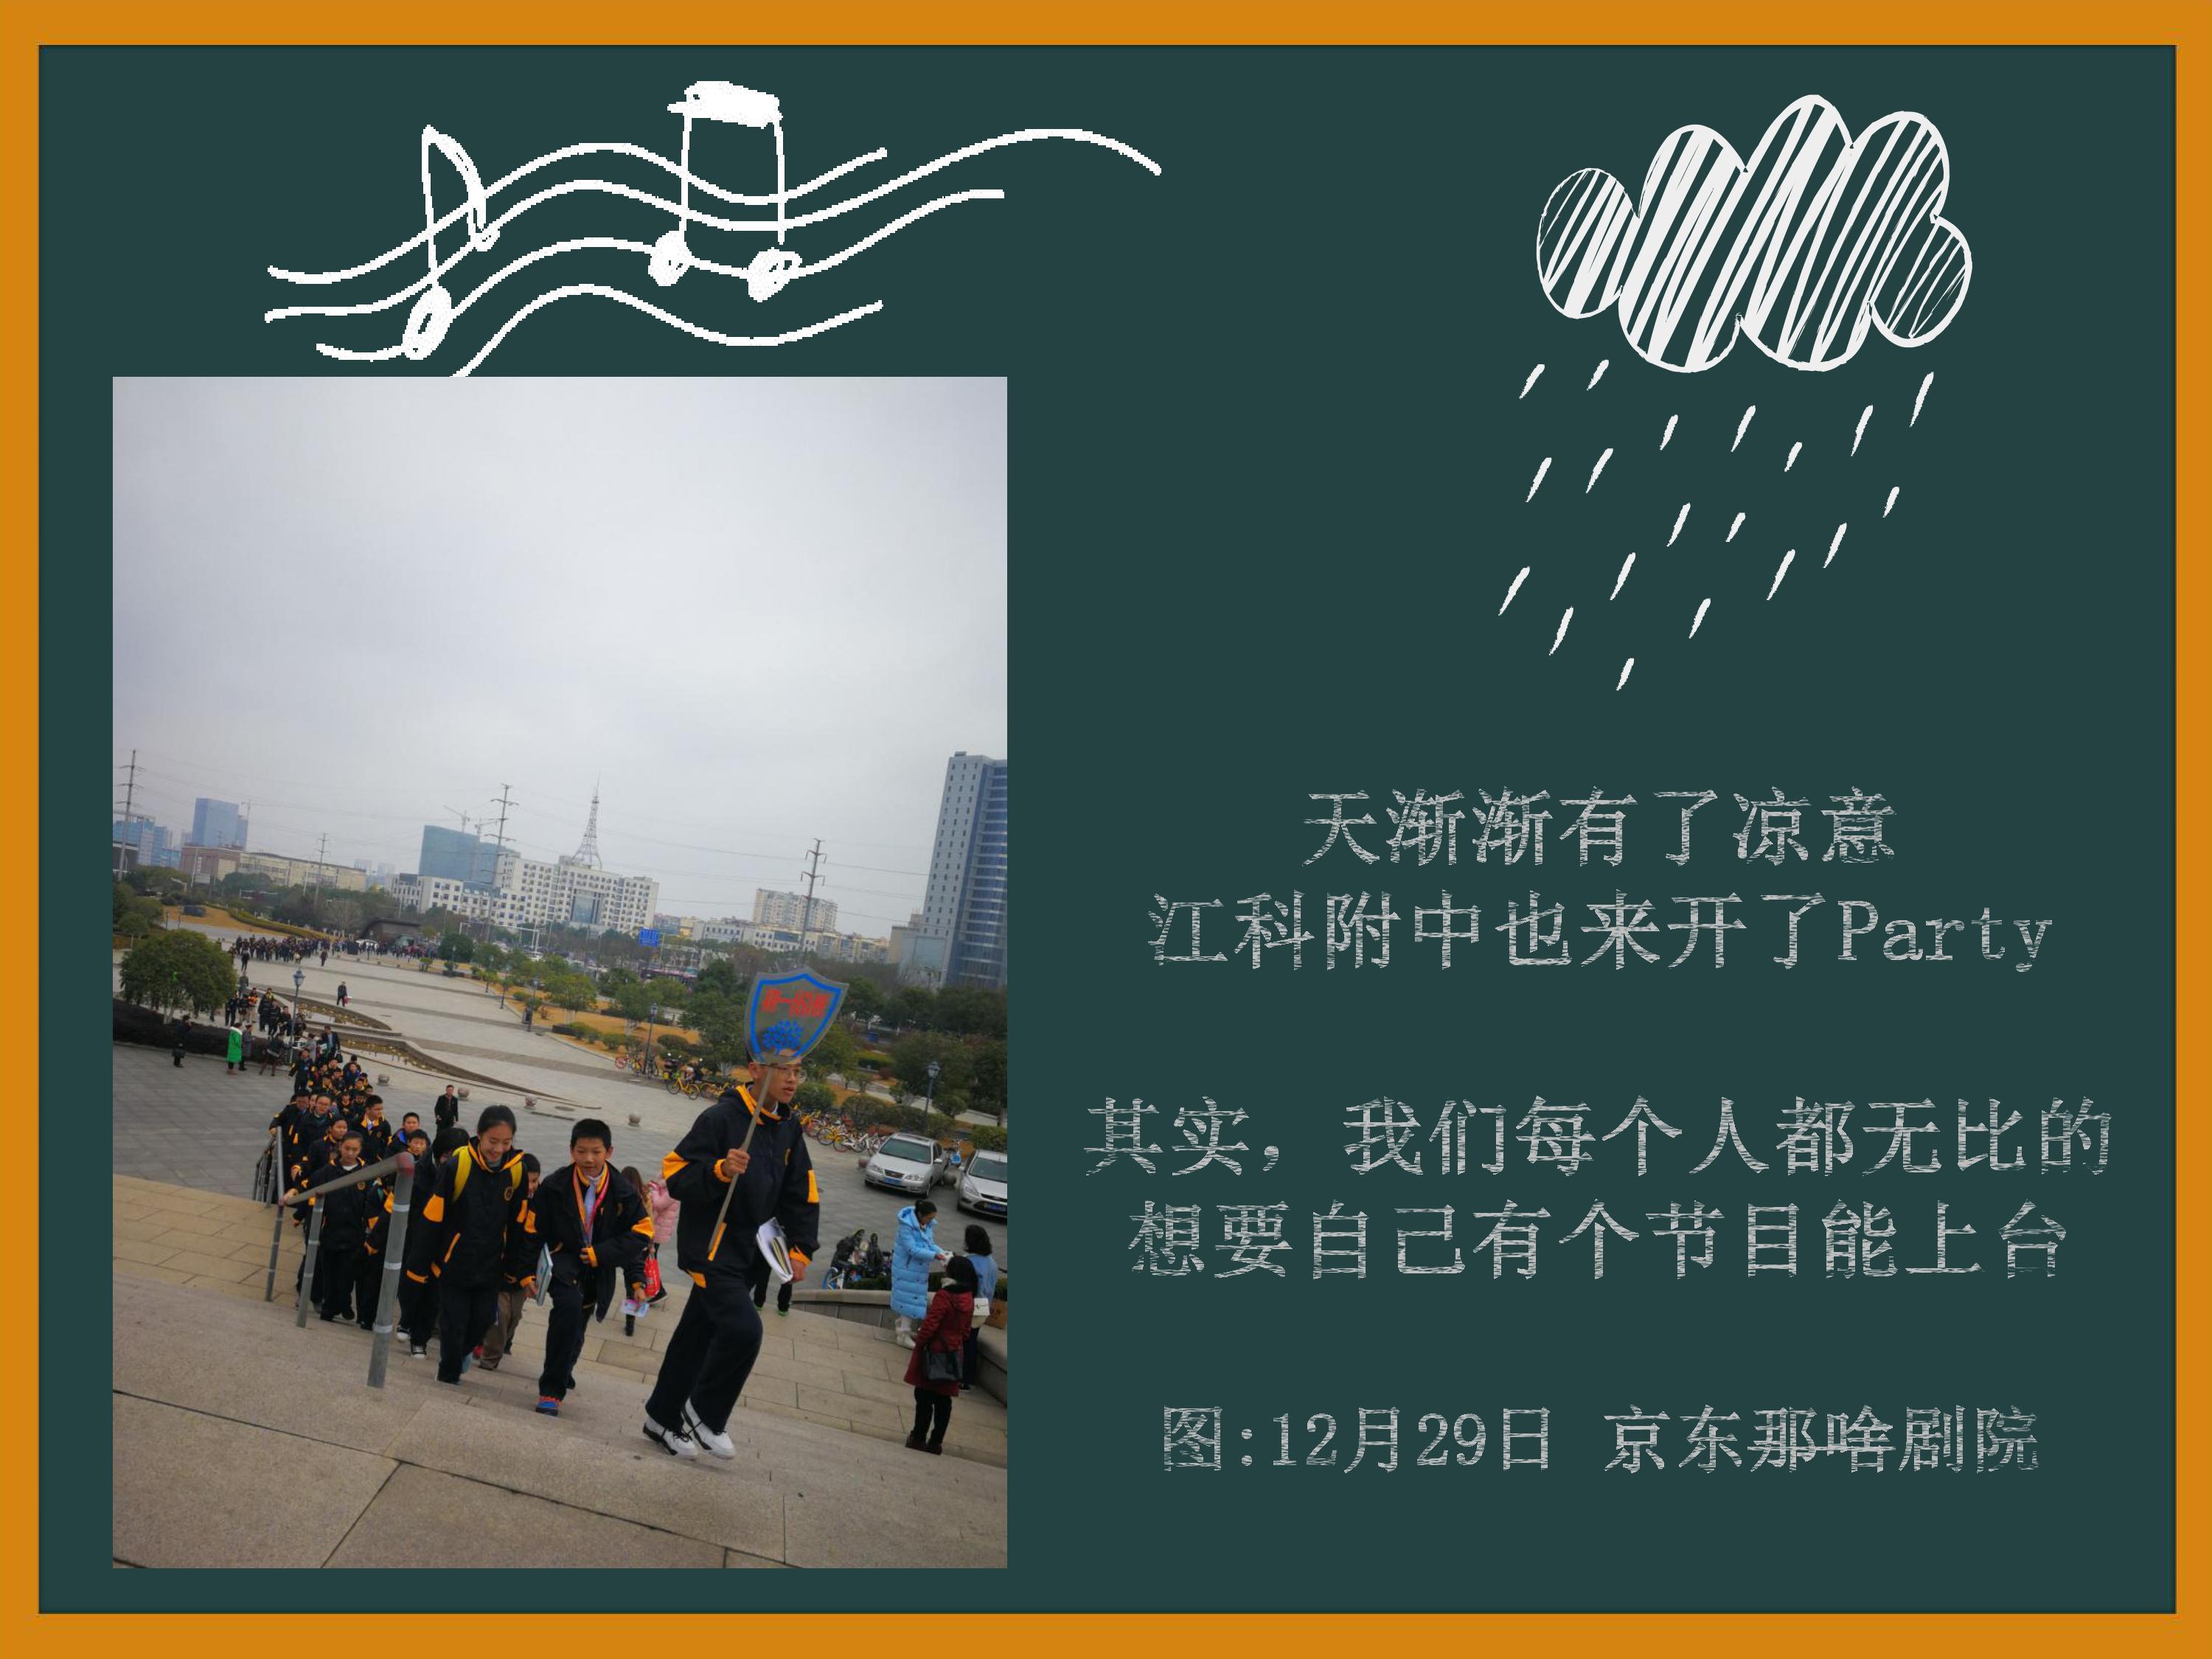 天渐渐有了凉意
江科附中也来开了Party
其实，我们每个人都无比的
想要自己有个节目能上台
图:12月29日 京东那啥剧院